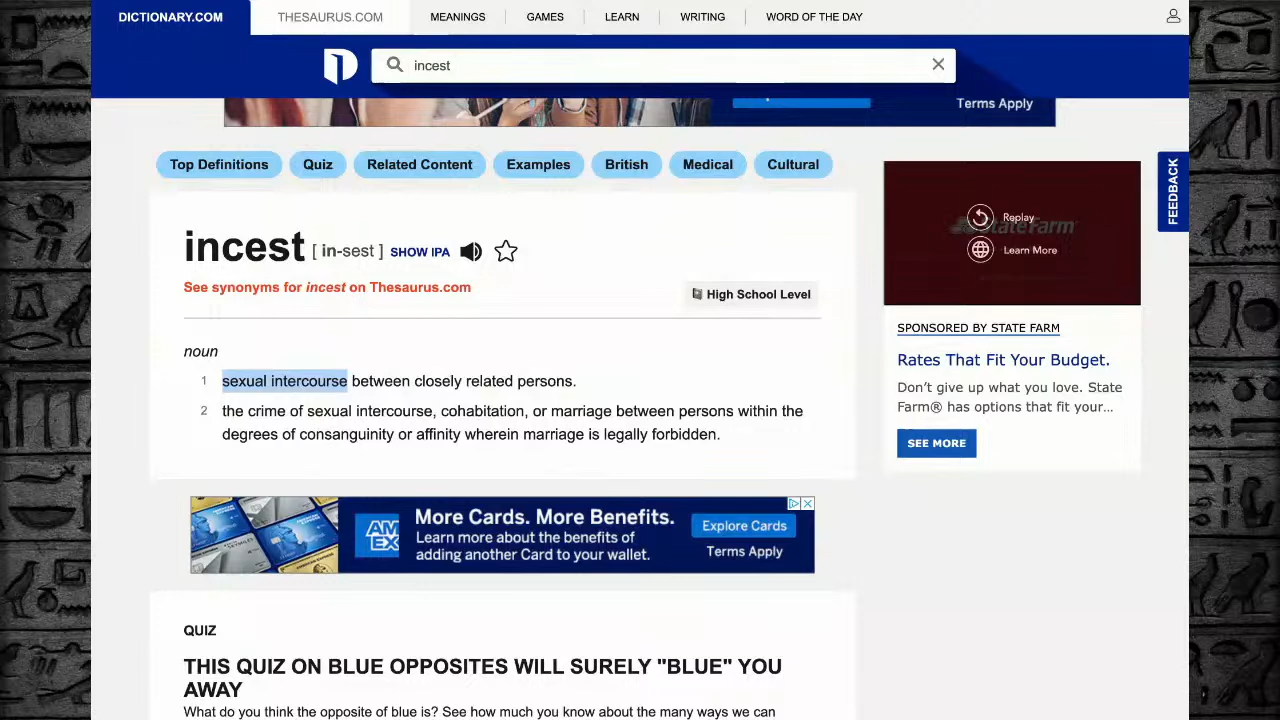 DICTIONARY.COM
THESAURUS.COM
MEANINGS
GAMES
LEARN
WRITING
WORD OF THE DAY
incest
Terms Apply
Top Definitions
Quiz
Related Content
Examples
British
Medical
Cultural
FEEDBACK
incest [ in-sest ] SHOW IPA
See synonyms for incest on Thesaurus.com
High School Level
noun
1 sexual intercourse between closely related persons.
2 the crime of sexual intercourse, cohabitation, or marriage between persons within the
degrees of consanguinity or affinity wherein marriage is legally forbidden.
Replay
StateFarm
Learn More
SPONSORED BY STATE FARM
Rates That Fit Your Budget.
Don’t give up what you love. State
Farm® has options that fit your...
SEE MORE
AM
EX
More Cards. More Benefits.
Learn more about the benefits of
adding another Card to your wallet.
Explore Cards
Terms Apply
QUIZ
THIS QUIZ ON BLUE OPPOSITES WILL SURELY "BLUE" YOU
AWAY
What do you think the opposite of blue is? See how much you know about the many ways we can